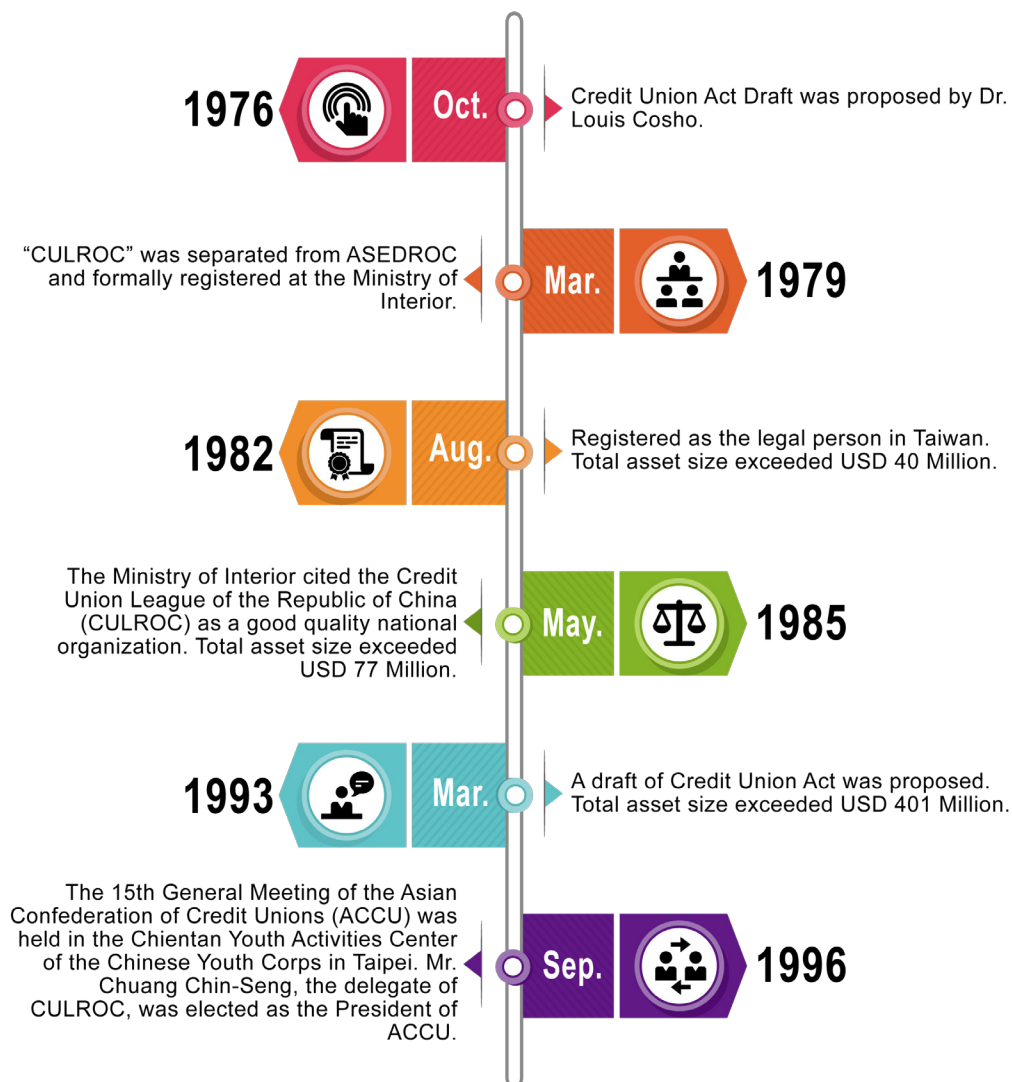 1976
Oct.
Credit Union Act Draft was proposed by Dr.
Louis Cosho.
“CULROC” was separated from ASEDROC
and formally registered at the Ministry of
Interior.
Mar.
1979
1982
Aug.
Registered as the legal person in Taiwan.
Total asset size exceeded USD 40 Million.
The Ministry of Interior cited the Credit
Union League of the Republic of China
(CULROC) as a good quality national
organization. Total asset size exceeded
USD 77 Million.
May.
1985
1993
Mar.
A draft of Credit Union Act was proposed.
Total asset size exceeded USD 401 Million.
The 15th General Meeting of the Asian
Confederation of Credit Unions (ACCU) was
held in the Chientan Youth Activities Center
of the Chinese Youth Corps in Taipei. Mr.
Chuang Chin-Seng, the delegate of
CULROC, was elected as the President of
ACCU.
Sep.
1996